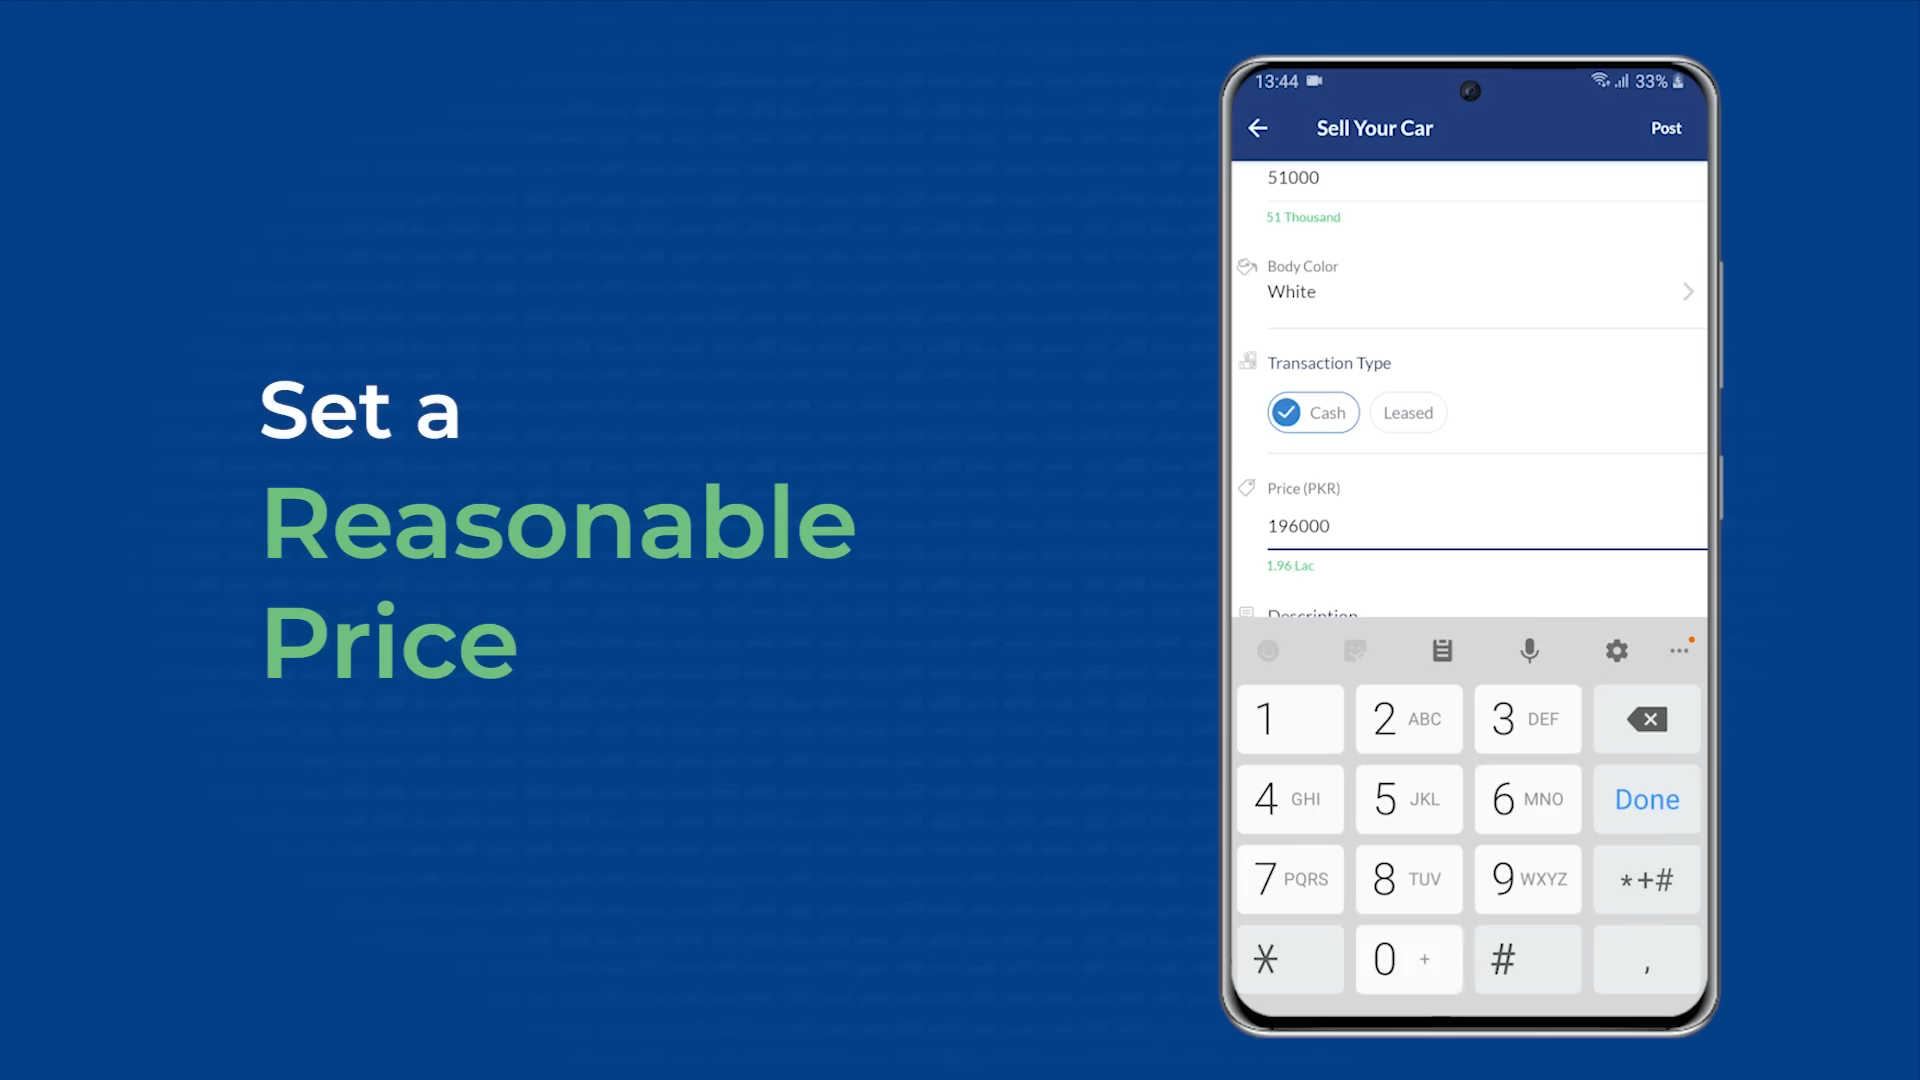 Set a
Reasonable
Price
13:44
33%
Sell Your Car
Post
51000
51 Thousand
Body Color
White
Transaction Type
Cash
Leased
Price (PKR)
196000
1.96 Lac
Description
1
2 ABC
3 DEF
4 GHI
5 JKL
6 MNO
Done
7 PQRS
8 TUV
9 WXYZ
*+#
*
0 +
#
,